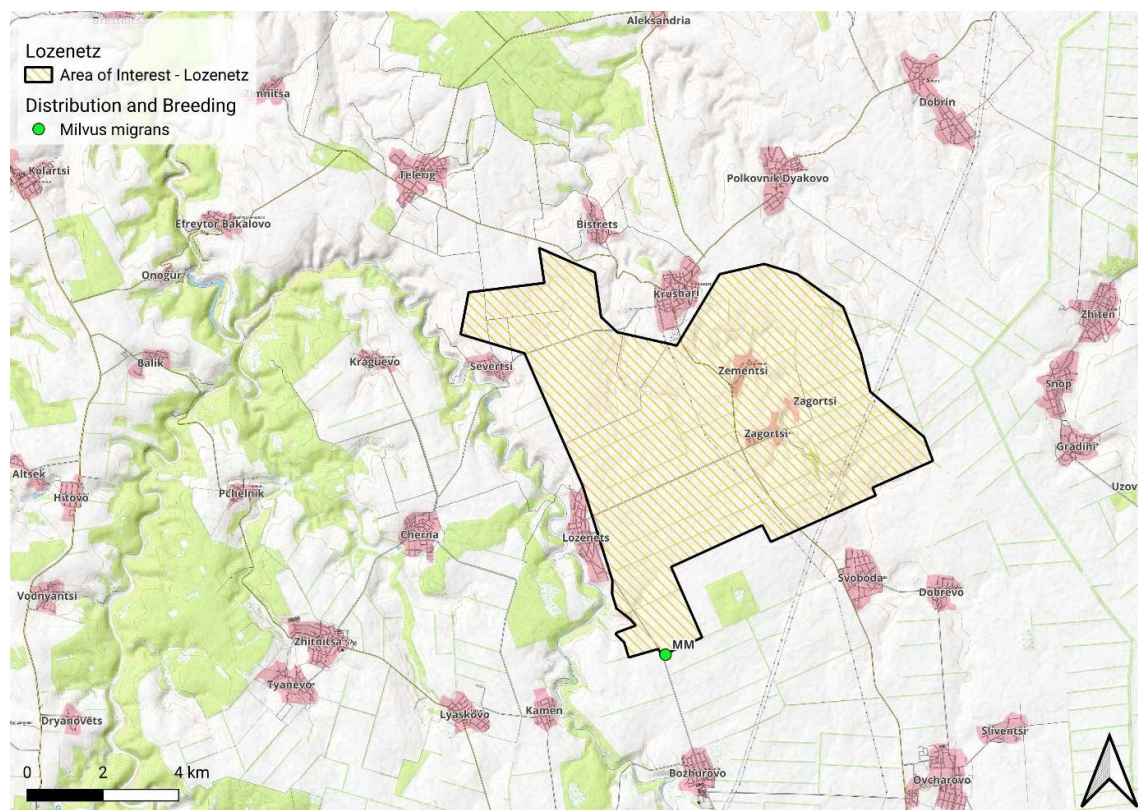 Aleksandria
Lozenetz
Area of Interest - Lozenetz
Distribution and Breeding
Milvus migrans
Zimnitsa
Dobrin
Kolartsi
Telerig
Polkovnik Dyakovo
Efreytor Bakalovo
Bistrets
Onogur
Krushari
Zhiten
Balik
Kraguevo
Severtsi
Zementsi
Snop
Zagortsi
Zagortsi
Gradini
Altsek
Hitovo
Pchelnik
Uzov
Cherna
Lozenets
Svoboda
Dobrevo
Vodnyantsi
Zhitnitsa
MM
Tyanevo
Dryanovets
Lyaskovo
Kamen
Sliventsi
Bozhurovo
Ovcharovo
0 2 4 km